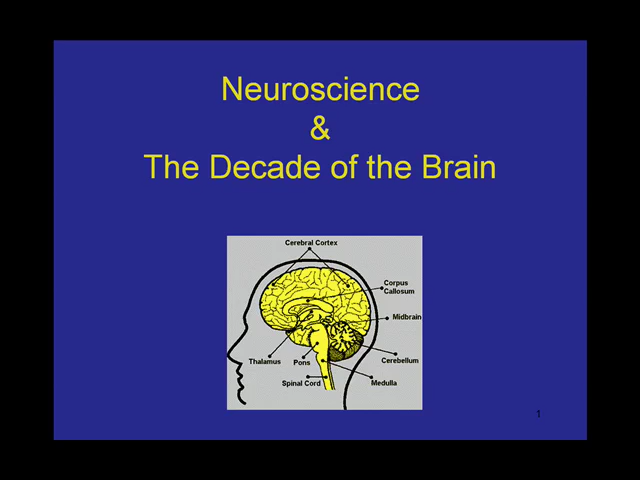 Neuroscience
&
The Decade of the Brain
Cerebral Cortex
Corpus
Callosum
Midbrain
Thalamus
Pons
Cerebellum
Spinal Cord
Medulla
1